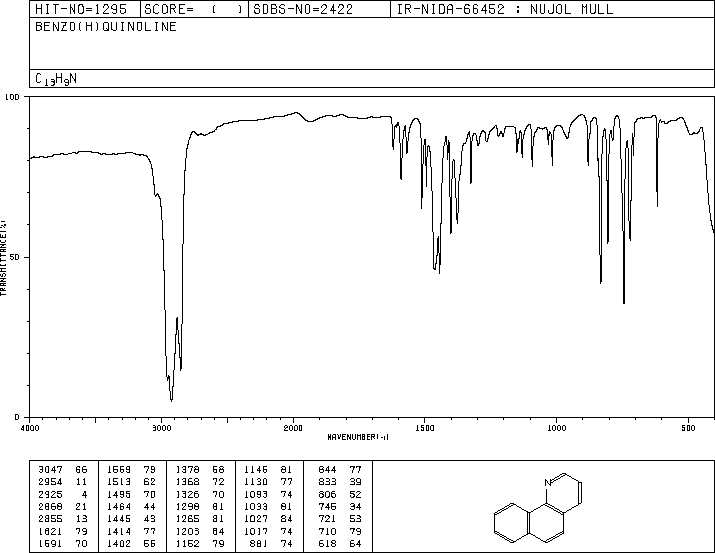 HIT-NO=1295 SCORE= ( ) SDBS-NO=2422 IR-NIDA-66452 : NUJOL MULL
BENZO(H)QUINOLINE
C13H9N
100
50
0
TRANSMITTANCE(%)
4000 3000 2000 1500 1000 500
WAVENUMBER(-1)
3047 66 1569 79 1378 58 1145 81 844 77
2954 11 1513 62 1368 72 1130 77 833 39
2925 4 1495 70 1326 70 1093 74 806 52
2868 21 1464 44 1298 81 1033 81 745 34
2855 13 1445 43 1265 81 1027 84 721 53
1621 79 1414 77 1203 84 1017 74 710 79
1591 70 1402 55 1152 79 881 74 618 64
N